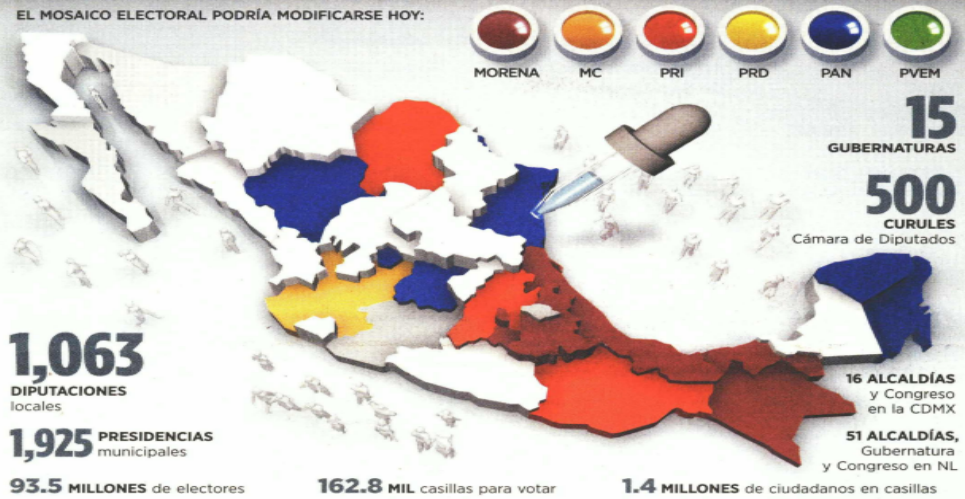 EL MOSAICO ELECTORAL PODRÍA MODIFICARSE HOY:
MORENA MC PRI PRD PAN PVEM
15
GUBERNATURAS
500
CURULES
Cámara de Diputados
1,063
DIPUTACIONES
locales
1,925 PRESIDENCIAS
municipales
16 ALCALDÍAS
y Congreso
en la CDMX
51 ALCALDÍAS,
Gubernatura
y Congreso en NL
93.5 MILLONES de electores
162.8 MIL casillas para votar
1.4 MILLONES de ciudadanos en casillas